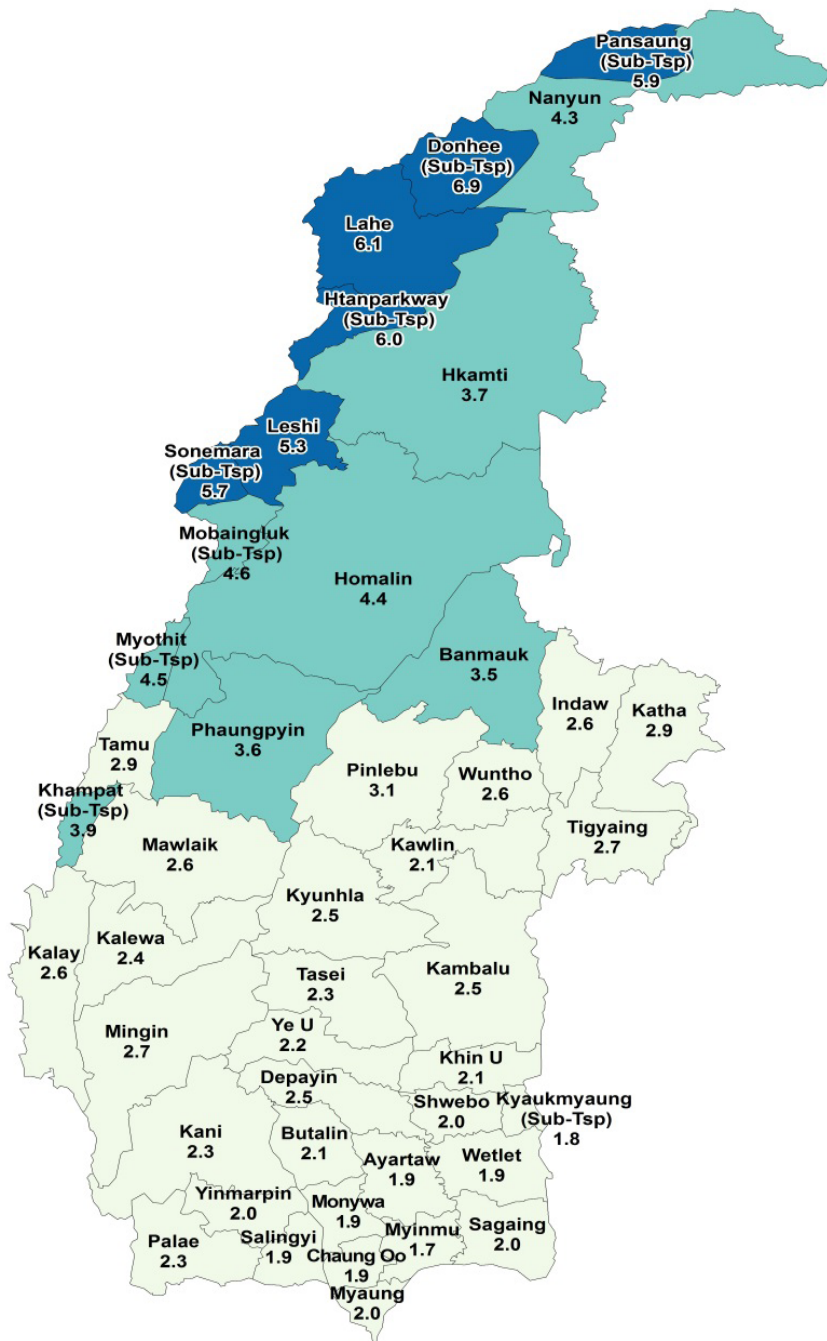 Pansaung
(Sub-Tsp)
5.9
Nanyun
4.3
Donhee
(Sub-Tsp)
6.9
Lahe
6.1
Htanparkway
(Sub-Tsp)
6.0
Hkamti
3.7
Leshi
5.3
Sonemara
(Sub-Tsp)
5.7
Mobaingluk
(Sub-Tsp)
4.6
Homalin
4.4
Myothit
(Sub-Tsp)
4.5
Banmauk
3.5
Indaw
2.6
Katha
2.9
Phaungpyin
3.6
Tamu
2.9
Pinlebu
3.1
Wuntho
2.6
Khampat
(Sub-Tsp)
3.9
Tigyaing
2.7
Mawlaik
2.6
Kawlin
2.1
Kyunhla
2.5
Kalewa
2.4
Kalay
2.6
Kambalu
2.5
Tasei
2.3
Mingin
2.7
Ye U
2.2
Khin U
2.1
Depayin
2.5
Shwebo
2.0
Kyaukmyaung
(Sub-Tsp)
1.8
Kani
2.3
Butalin
2.1
Ayartaw
1.9
Wetlet
1.9
Yinmarpin
2.0
Monywa
1.9
Myinmu
1.7
Sagaing
2.0
Palae
2.3
Salingyi
1.9
Chaung Oo
1.9
Myaung
2.0